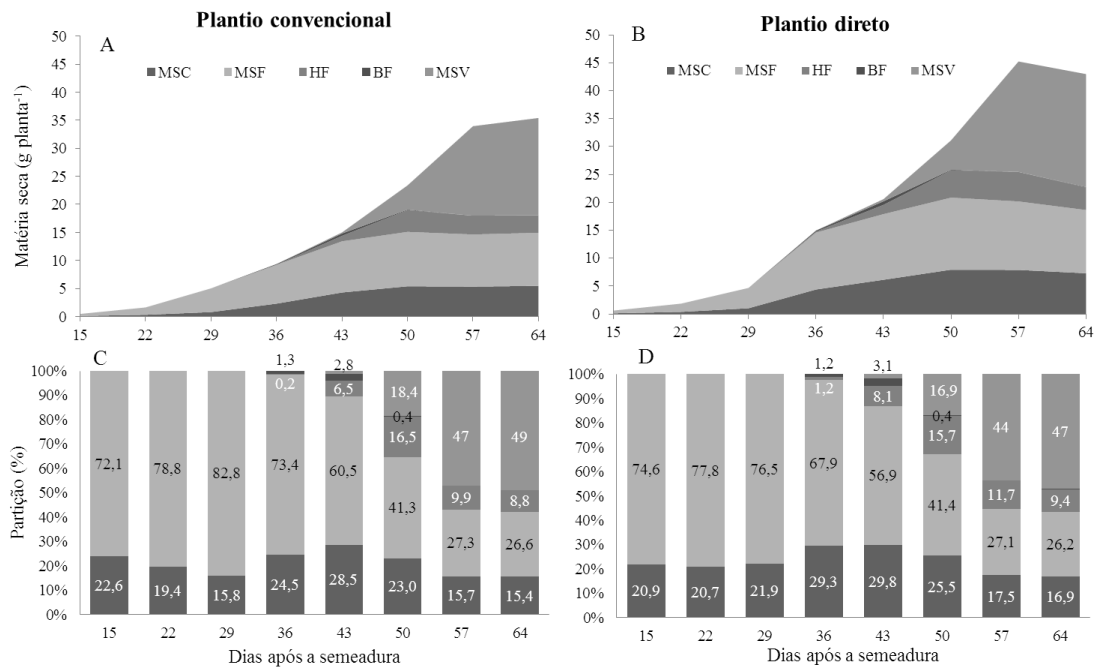 Plantio convencional
Plantio direto
A
MSC MSF HF BF MSV
Matéria seca (g planta⁻¹)
50
45
40
35
30
25
20
15
10
5
0
15 22 29 36 43 50 57 64
B
MSC MSF HF BF MSV
50
45
40
35
30
25
20
15
10
5
0
15 22 29 36 43 50 57 64
C
Partição (%)
100%
90%
80%
70%
60%
50%
40%
30%
20%
10%
0%
1,3 2,8
0,2 6,5 18,4
0,4
16,5 47 49
72,1 78,8 82,8 73,4 60,5
41,3 9,9 8,8
27,3 26,6
22,6 19,4 15,8 24,5 28,5 23,0 15,7 15,4
15 22 29 36 43 50 57 64
Dias após a semeadura
D
100%
90%
80%
70%
60%
50%
40%
30%
20%
10%
0%
1,2 3,1
1,2 8,1 16,9
0,4
15,7 44 47
74,6 77,8 76,5 67,9 56,9
41,4 11,7 9,4
27,1 26,2
20,9 20,7 21,9 29,3 29,8 25,5 17,5 16,9
15 22 29 36 43 50 57 64
Dias após a semeadura